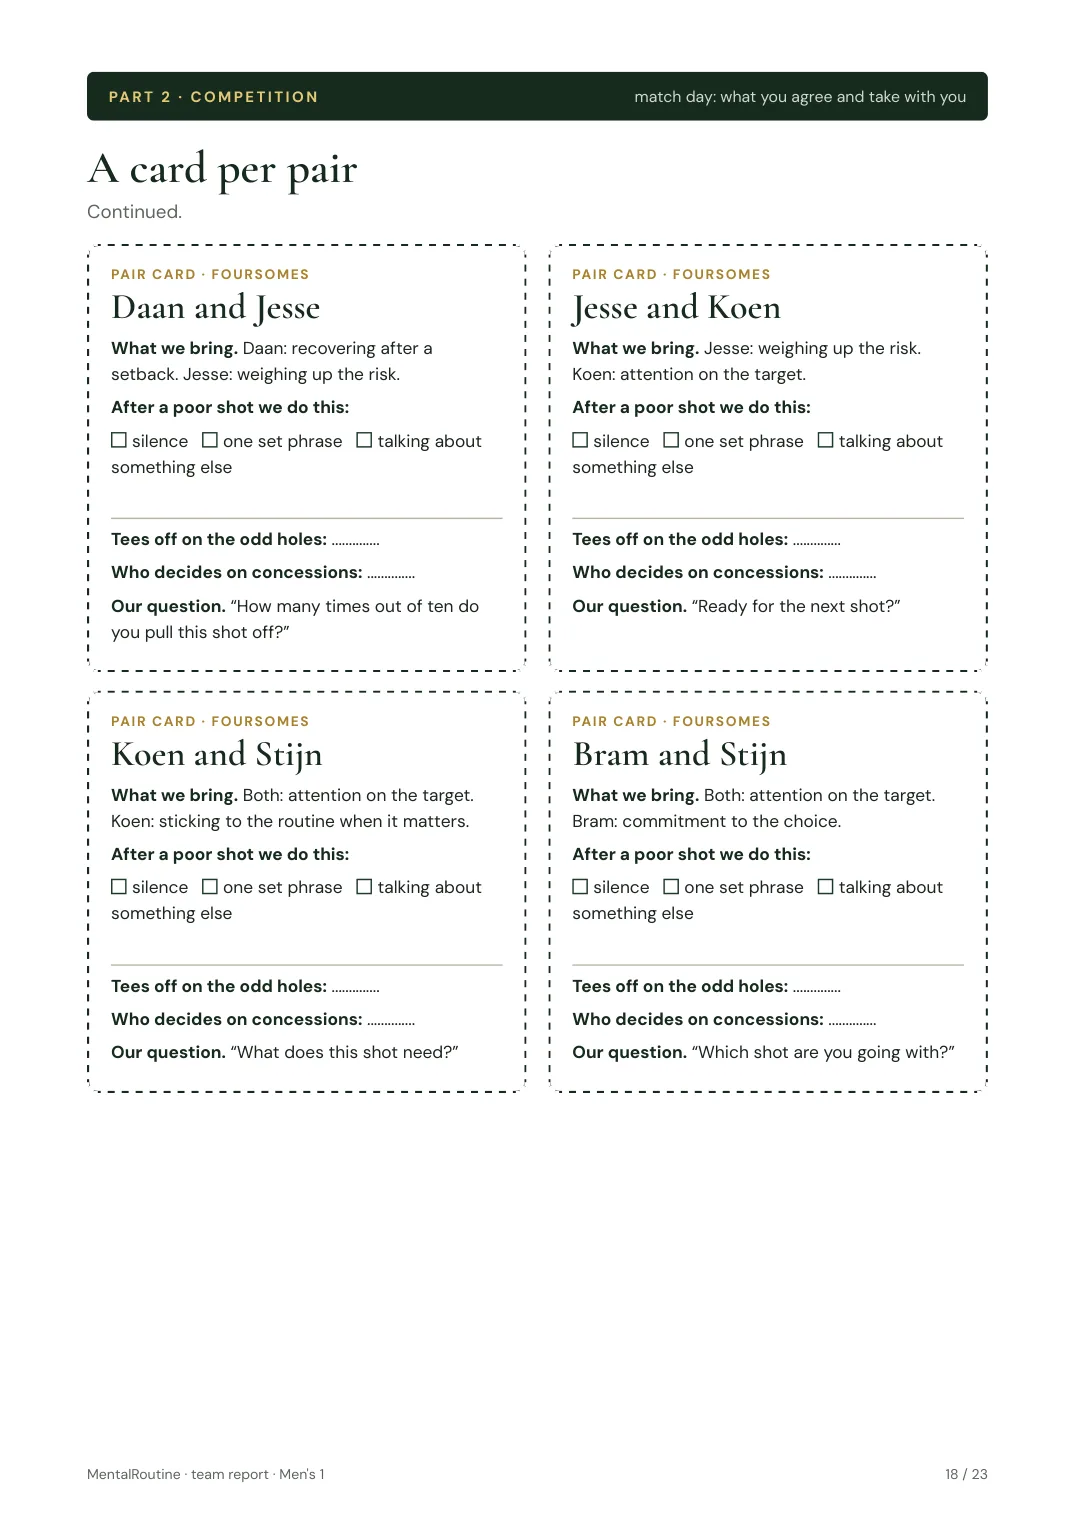 PART 2 · COMPETITION
match day: what you agree and take with you
A card per pair
Continued.
PAIR CARD · FOURSOMES
Daan and Jesse
What we bring. Daan: recovering after a
setback. Jesse: weighing up the risk.
After a poor shot we do this:
☐ silence ☐ one set phrase ☐ talking about
something else
Tees off on the odd holes: ..............
Who decides on concessions: ..............
Our question. “How many times out of ten do
you pull this shot off?”
PAIR CARD · FOURSOMES
Jesse and Koen
What we bring. Jesse: weighing up the risk.
Koen: attention on the target.
After a poor shot we do this:
☐ silence ☐ one set phrase ☐ talking about
something else
Tees off on the odd holes: ..............
Who decides on concessions: ..............
Our question. “Ready for the next shot?”
PAIR CARD · FOURSOMES
Koen and Stijn
What we bring. Both: attention on the target.
Koen: sticking to the routine when it matters.
After a poor shot we do this:
☐ silence ☐ one set phrase ☐ talking about
something else
Tees off on the odd holes: ..............
Who decides on concessions: ..............
Our question. “What does this shot need?”
PAIR CARD · FOURSOMES
Bram and Stijn
What we bring. Both: attention on the target.
Bram: commitment to the choice.
After a poor shot we do this:
☐ silence ☐ one set phrase ☐ talking about
something else
Tees off on the odd holes: ..............
Who decides on concessions: ..............
Our question. “Which shot are you going with?”
MentalRoutine · team report · Men's 1
18 / 23